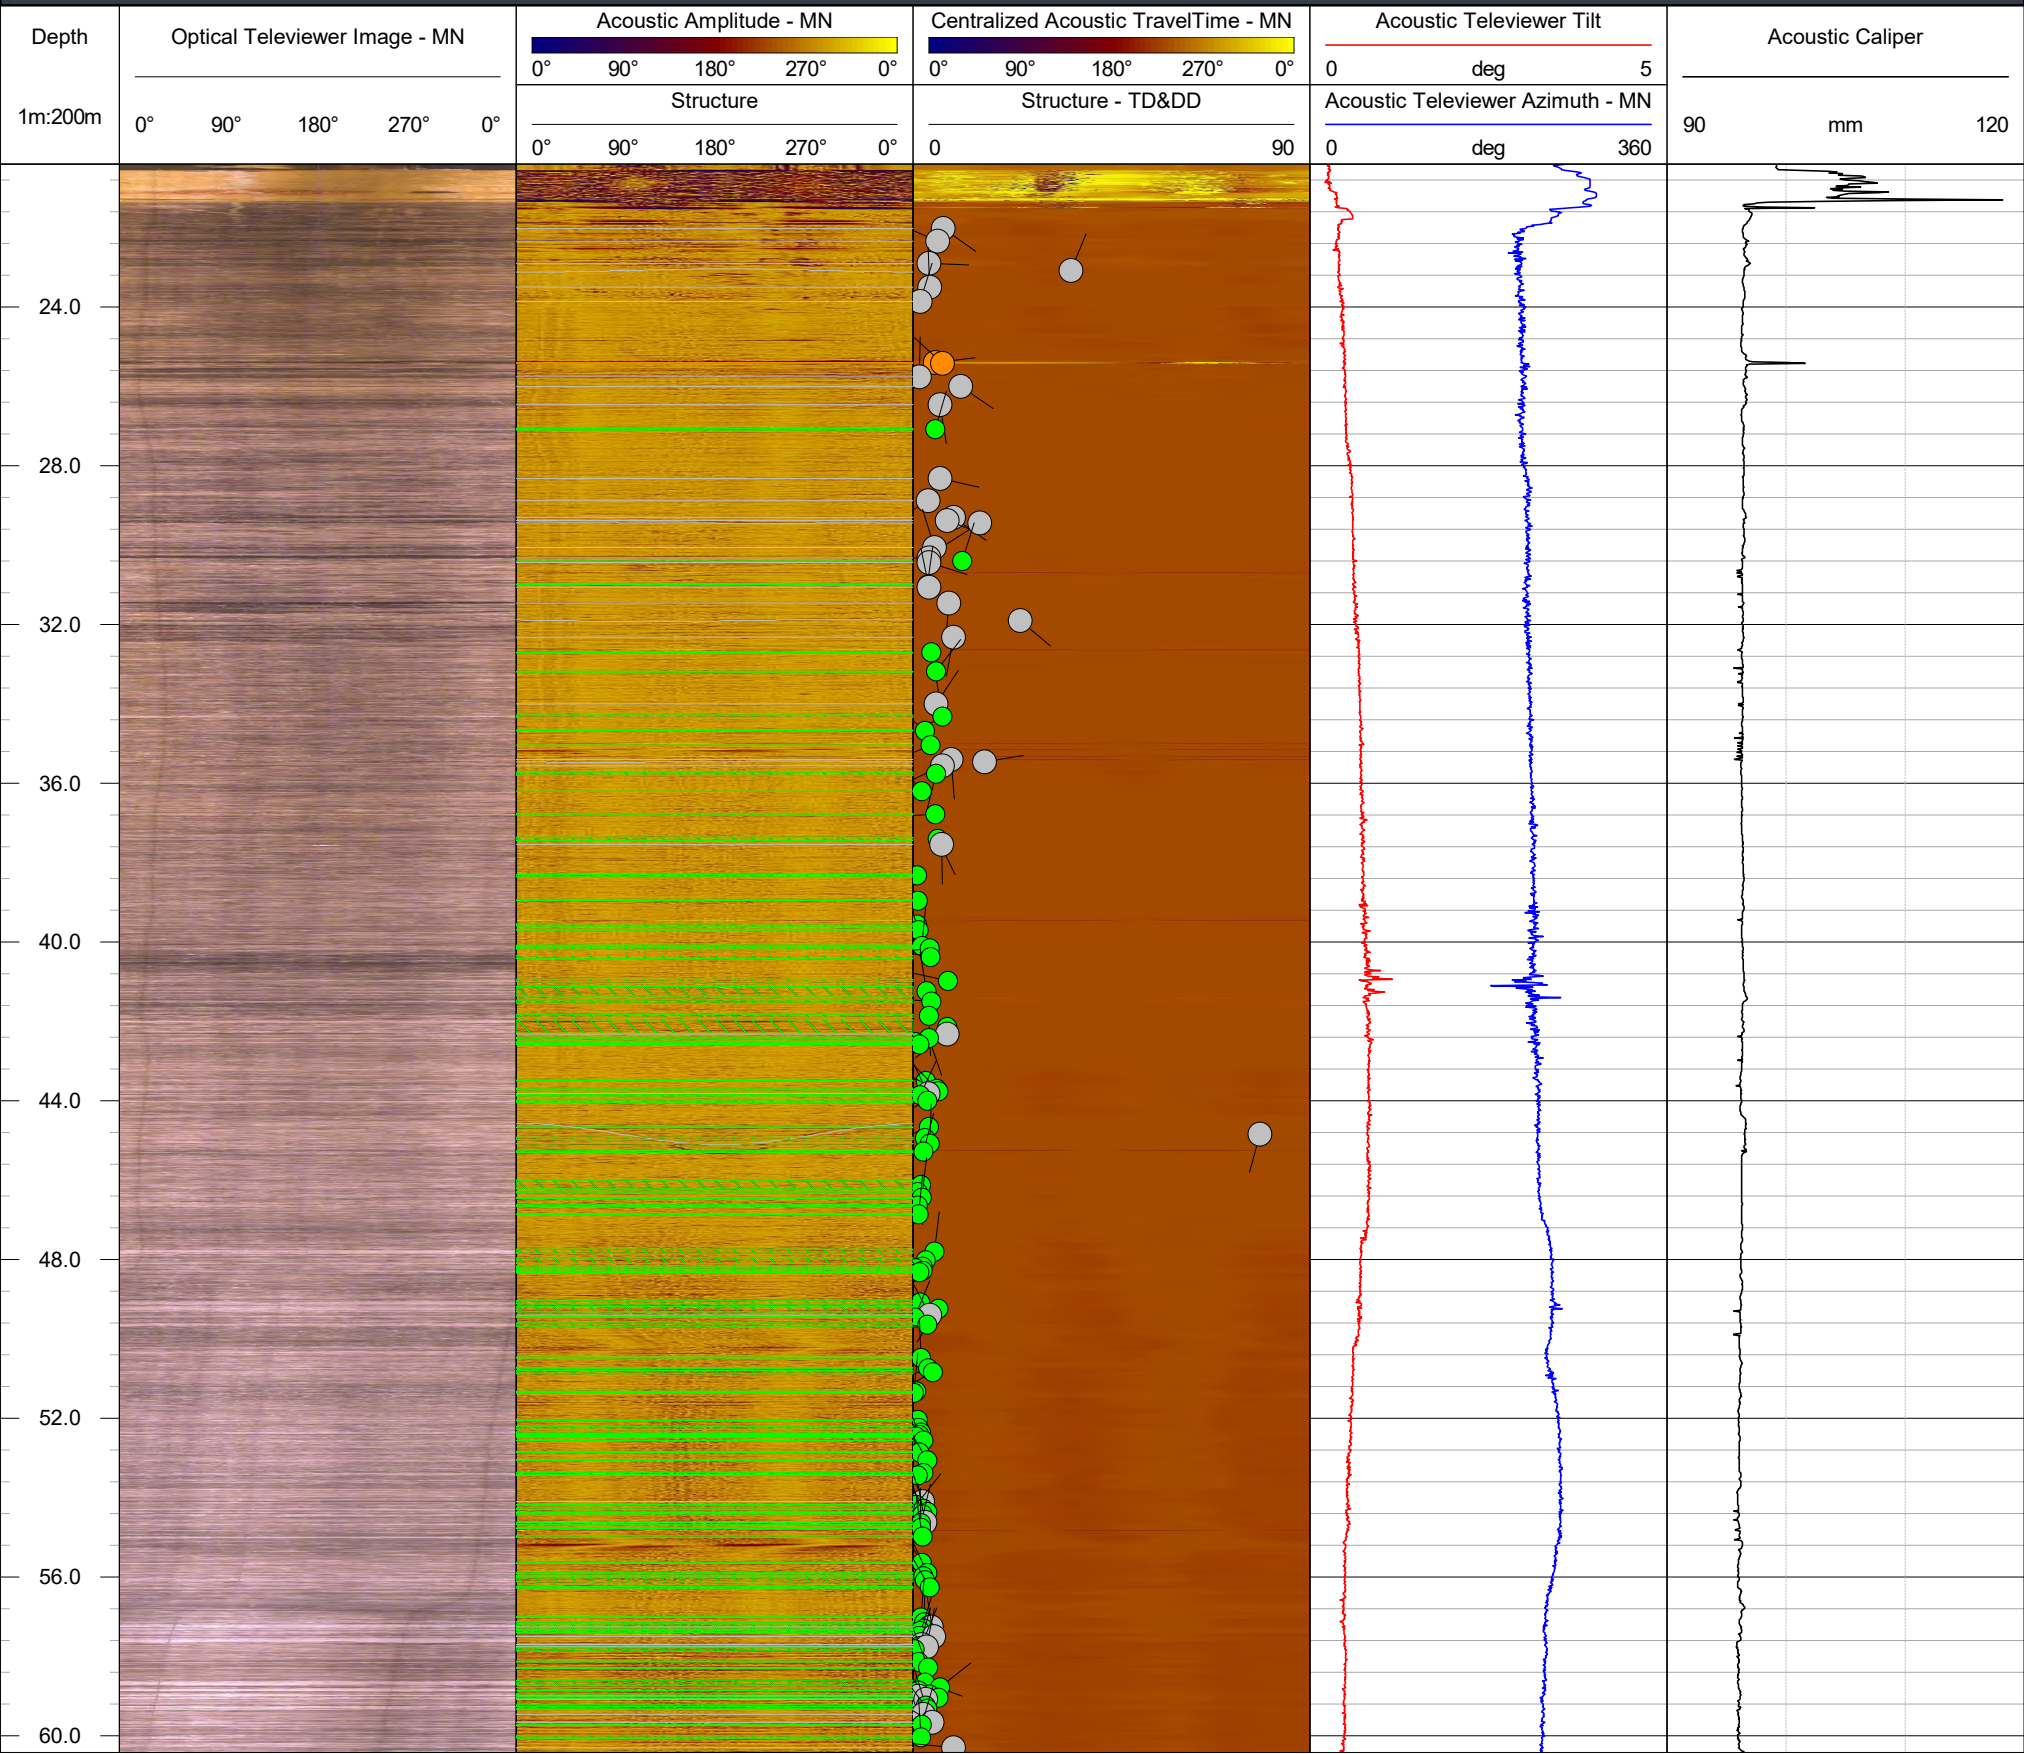 Depth
1m:200m
Optical Televiewer Image - MN
0° 90° 180° 270° 0°
Acoustic Amplitude - MN
0° 90° 180° 270° 0°
Structure
0° 90° 180° 270° 0°
Centralized Acoustic TravelTime - MN
0° 90° 180° 270° 0°
Structure - TD&DD
0 90
Acoustic Televiewer Tilt
0 deg 5
Acoustic Televiewer Azimuth - MN
0 deg 360
Acoustic Caliper
90 mm 120
24.0
28.0
32.0
36.0
40.0
44.0
48.0
52.0
56.0
60.0